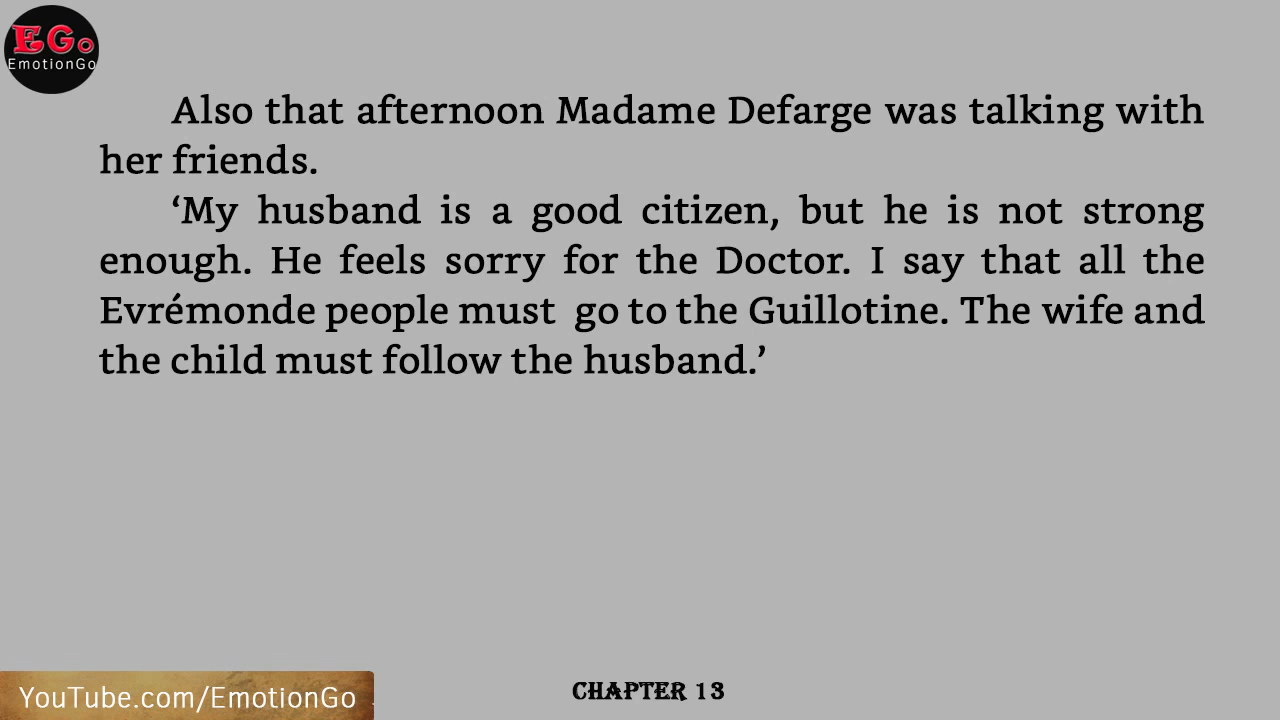 EGo
EmotionGo
Also that afternoon Madame Defarge was talking with
her friends.
‘My husband is a good citizen, but he is not strong
enough. He feels sorry for the Doctor. I say that all the
Evrémonde people must go to the Guillotine. The wife and
the child must follow the husband.’
YouTube.com/EmotionGo
CHAPTER 13